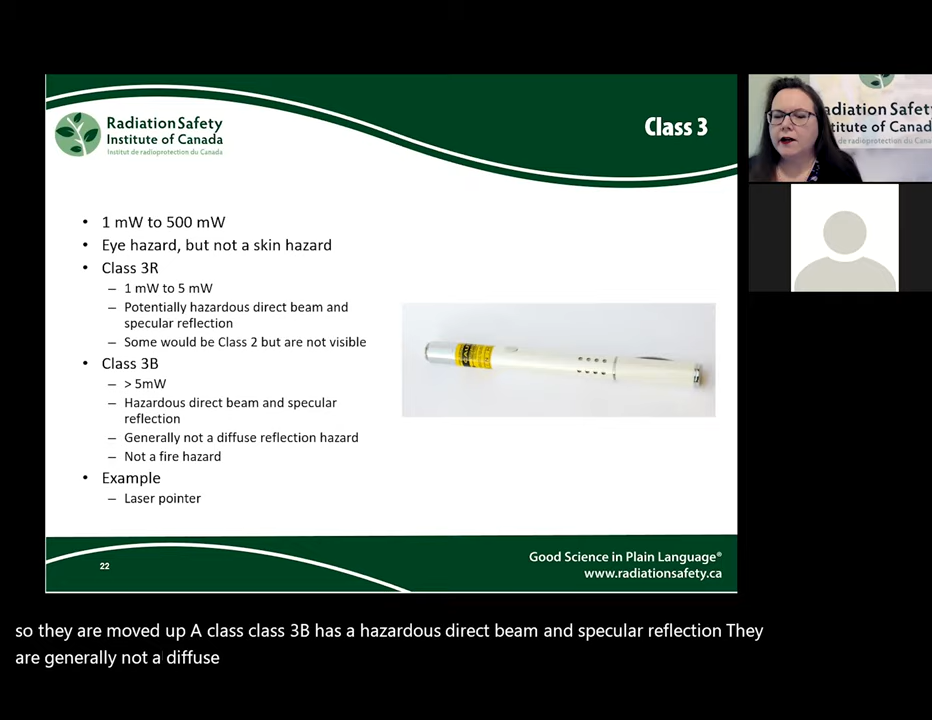 Radiation Safety
Institute of Canada
Institut de radioprotection du Canada
Class 3
• 1 mW to 500 mW
• Eye hazard, but not a skin hazard
• Class 3R
– 1 mW to 5 mW
– Potentially hazardous direct beam and
specular reflection
– Some would be Class 2 but are not visible
• Class 3B
– > 5mW
– Hazardous direct beam and specular
reflection
– Generally not a diffuse reflection hazard
– Not a fire hazard
• Example
– Laser pointer
22
Good Science in Plain Language®
www.radiationsafety.ca
adiation Safet
itute of Canad
de radioprotection du Canada
so they are moved up A class class 3B has a hazardous direct beam and specular reflection They
are generally not a diffuse